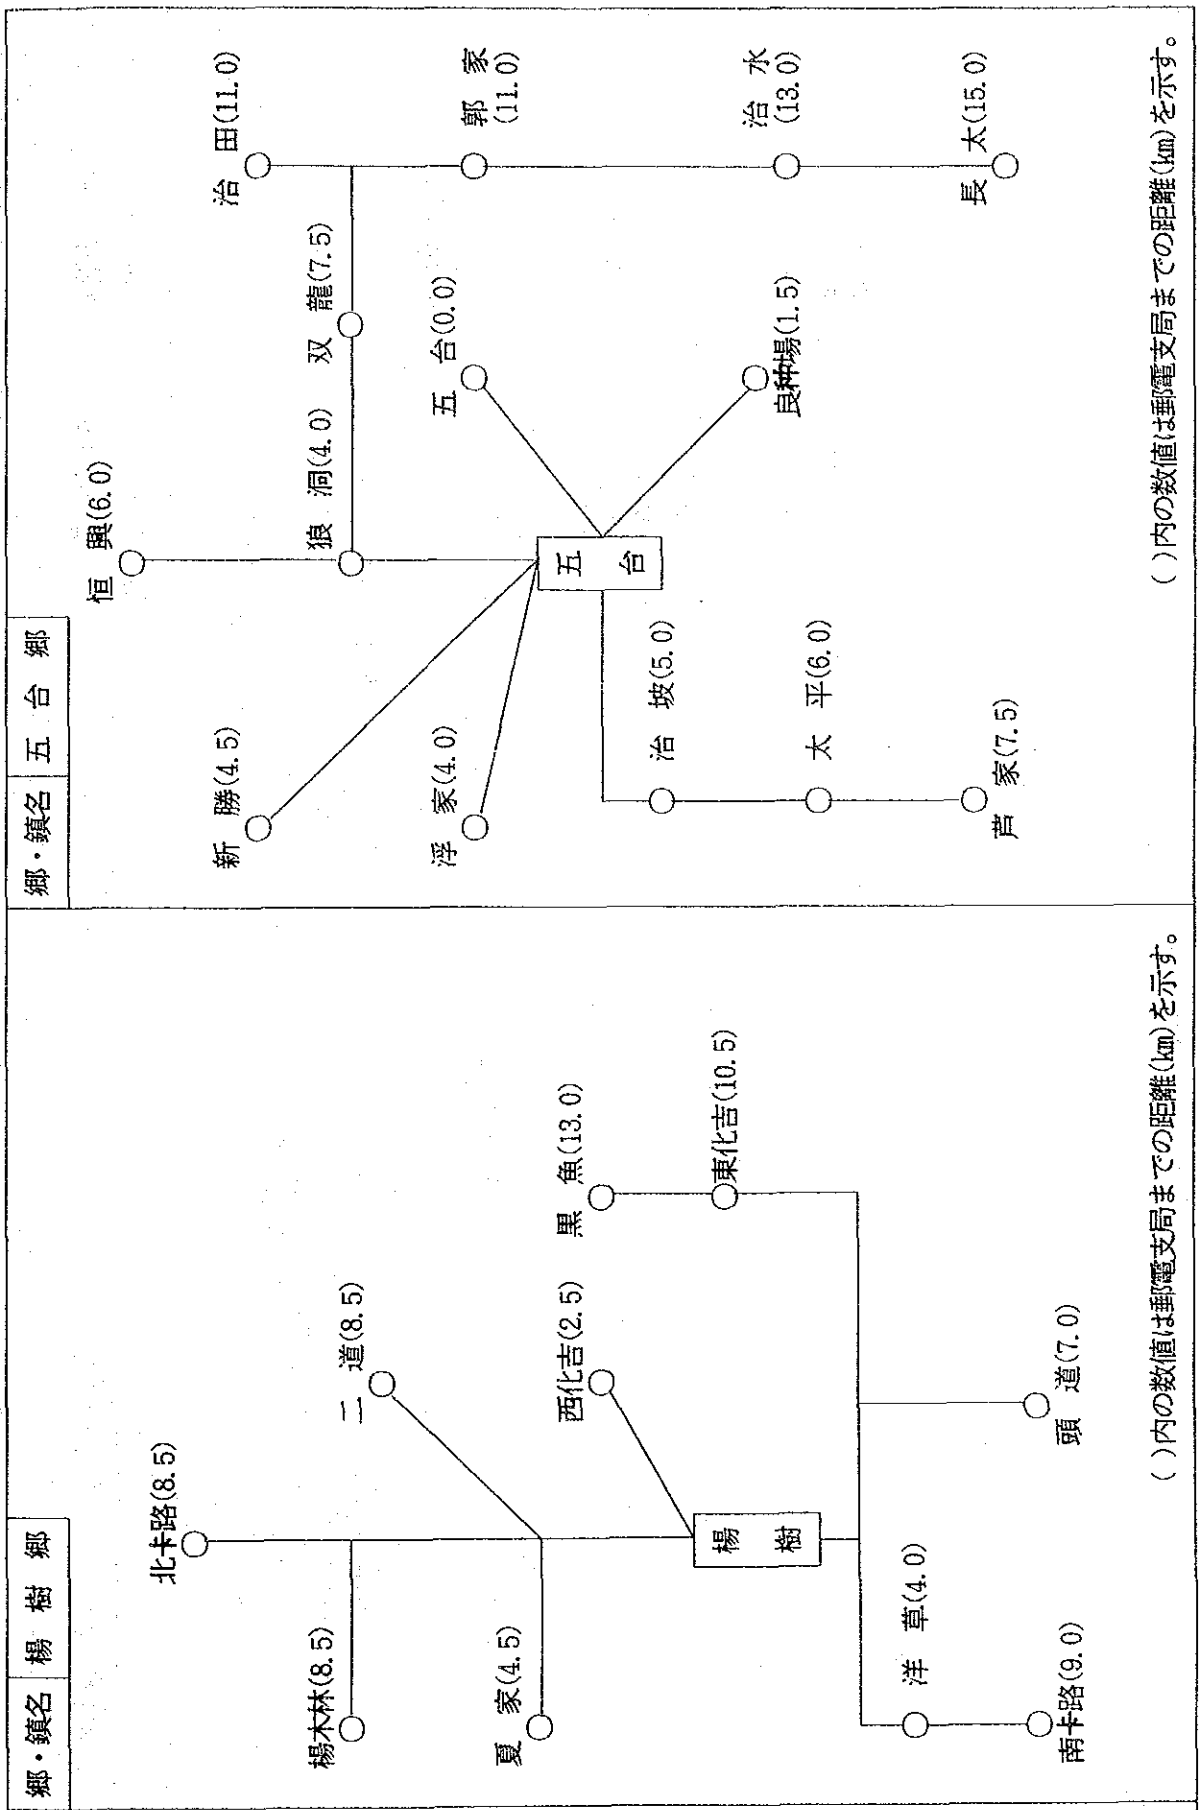 郷・鎮名 楊 樹 郷
北卡路(8.5)
楊木林(8.5)
二 道(8.5)
夏 家(4.5)
西化吉(2.5)
黒 魚(13.0)
楊 樹
東化吉(10.5)
洋 草(4.0)
南卡路(9.0)
頭 道(7.0)
( )内の数値は郵電支局までの距離(km)を示す。
郷・鎮名 五 台 郷
恒 興(6.0)
治 田(11.0)
新 勝(4.5)
狼 洞(4.0)
双 龍(7.5)
浮 家(4.0)
五 台(0.0)
郭 家
(11.0)
五 台
治 坡(5.0)
良种場(1.5)
治 水
(13.0)
太 平(6.0)
芦 家(7.5)
長 太(15.0)
( )内の数値は郵電支局までの距離(km)を示す。